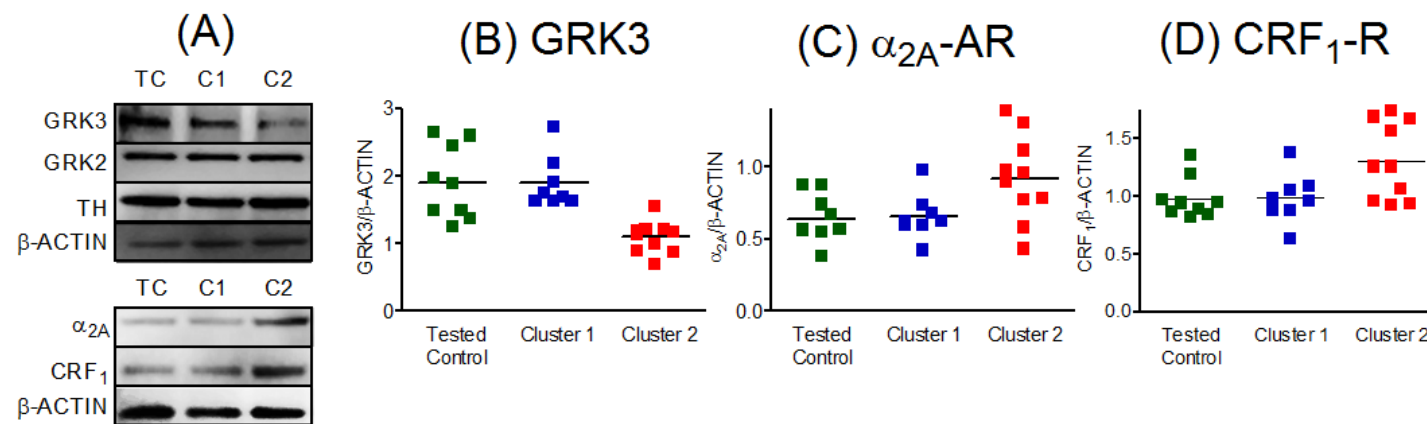 (A)
TC C1 C2
GRK3
GRK2
TH
β-ACTIN
TC C1 C2
α2A
CRF1
β-ACTIN
(B) GRK3
GRK3/β-ACTIN
3
2
1
0
Tested
Control
Cluster 1
Cluster 2
(C) α2A-AR
α2A/β-ACTIN
1.0
0.5
0.0
Tested
Control
Cluster 1
Cluster 2
(D) CRF1-R
CRF1/β-ACTIN
1.5
1.0
0.5
0.0
Tested
Control
Cluster 1
Cluster 2